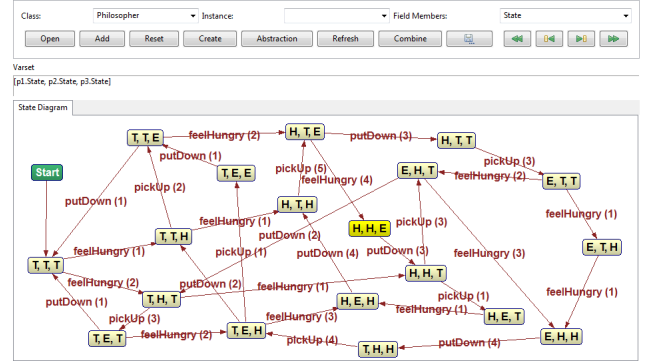 Class: Philosopher Instance: Field Members: State
Open Add Reset Create Abstraction Refresh Combine
Varset
[p1.State, p2.State, p3.State]
State Diagram
T, T, E feelHungry (2) H, T, E putDown (3) H, T, T
putDown (1) pickUp (3)
Start T, E, E pickUp (5) E, H, T feelHungry (2) E, T, T
pickUp (2) feelHungry (4)
putDown (1) H, T, H
feelHungry (1) pickUp (3) feelHungry (1)
T, T, H putDown (2) H, H, E E, T, H
feelHungry (1) pickUp (1) putDown (4) putDown (3) feelHungry (3)
T, T, T H, H, T
feelHungry (2) putDown (2) feelHungry (1) feelHungry (1)
putDown (1) T, H, T H, E, H pickUp (1)
pickUp (3) feelHungry (3) feelHungry (1) H, E, T
T, E, T feelHungry (2) T, E, H pickUp (4) T, H, H putDown (4) E, H, H